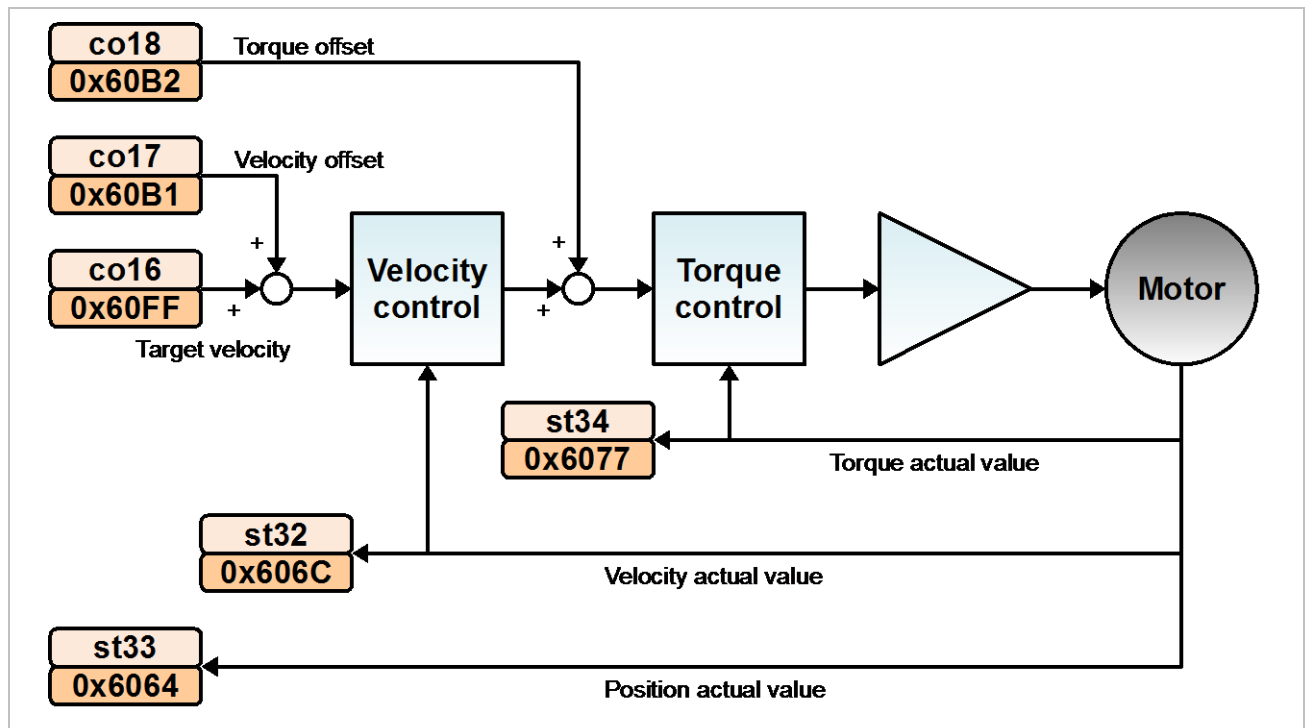 co18
0x60B2
Torque offset
co17
0x60B1
Velocity offset
+
+
co16
0x60FF
+
+
Target velocity
Velocity
control
Torque
control
Motor
st34
0x6077
Torque actual value
st32
0x606C
Velocity actual value
st33
0x6064
Position actual value